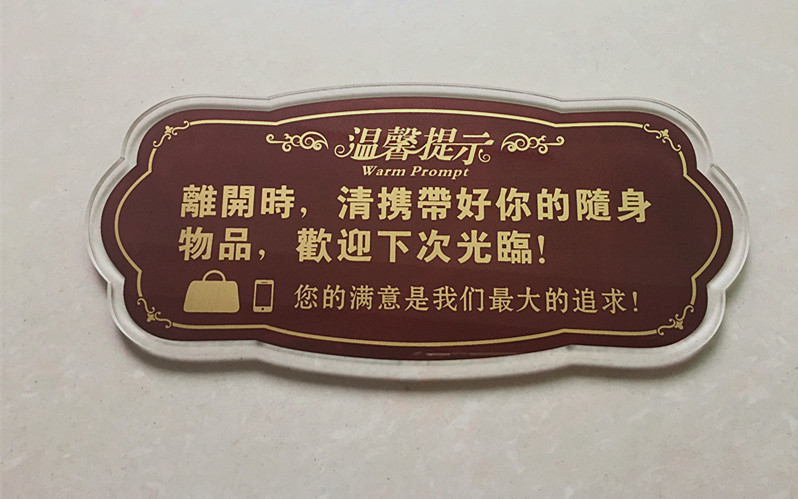 温馨提示
Warm Prompt
離開時，清携帶好你的隨身
物品，歡迎下次光臨！
您的满意是我们最大的追求！